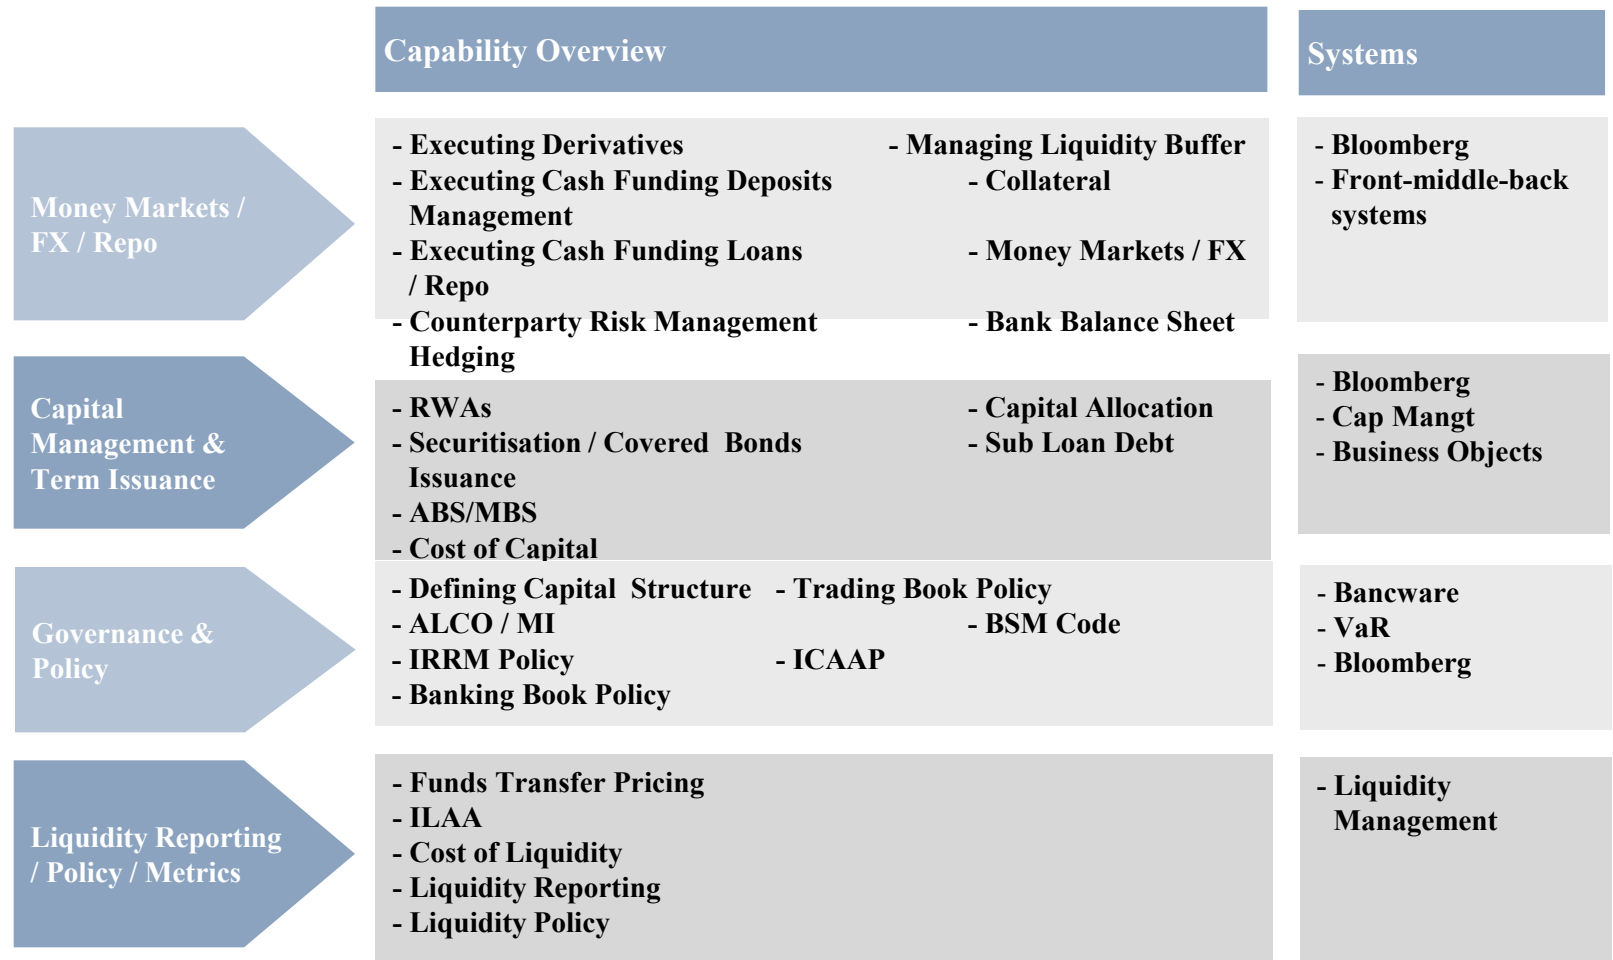 Capability Overview
Systems
Money Markets /
FX / Repo
- Executing Derivatives - Managing Liquidity Buffer
- Executing Cash Funding Deposits - Collateral
Management
- Executing Cash Funding Loans - Money Markets / FX
/ Repo
- Counterparty Risk Management - Bank Balance Sheet
Hedging
- Bloomberg
- Front-middle-back
systems
Capital
Management &
Term Issuance
- RWAs - Capital Allocation
- Securitisation / Covered Bonds - Sub Loan Debt
Issuance
- ABS/MBS
- Cost of Capital
- Bloomberg
- Cap Mangt
- Business Objects
Governance &
Policy
- Defining Capital Structure - Trading Book Policy
- ALCO / MI - BSM Code
- IRRM Policy - ICAAP
- Banking Book Policy
- Bancware
- VaR
- Bloomberg
Liquidity Reporting
/ Policy / Metrics
- Funds Transfer Pricing
- ILAA
- Cost of Liquidity
- Liquidity Reporting
- Liquidity Policy
- Liquidity
Management